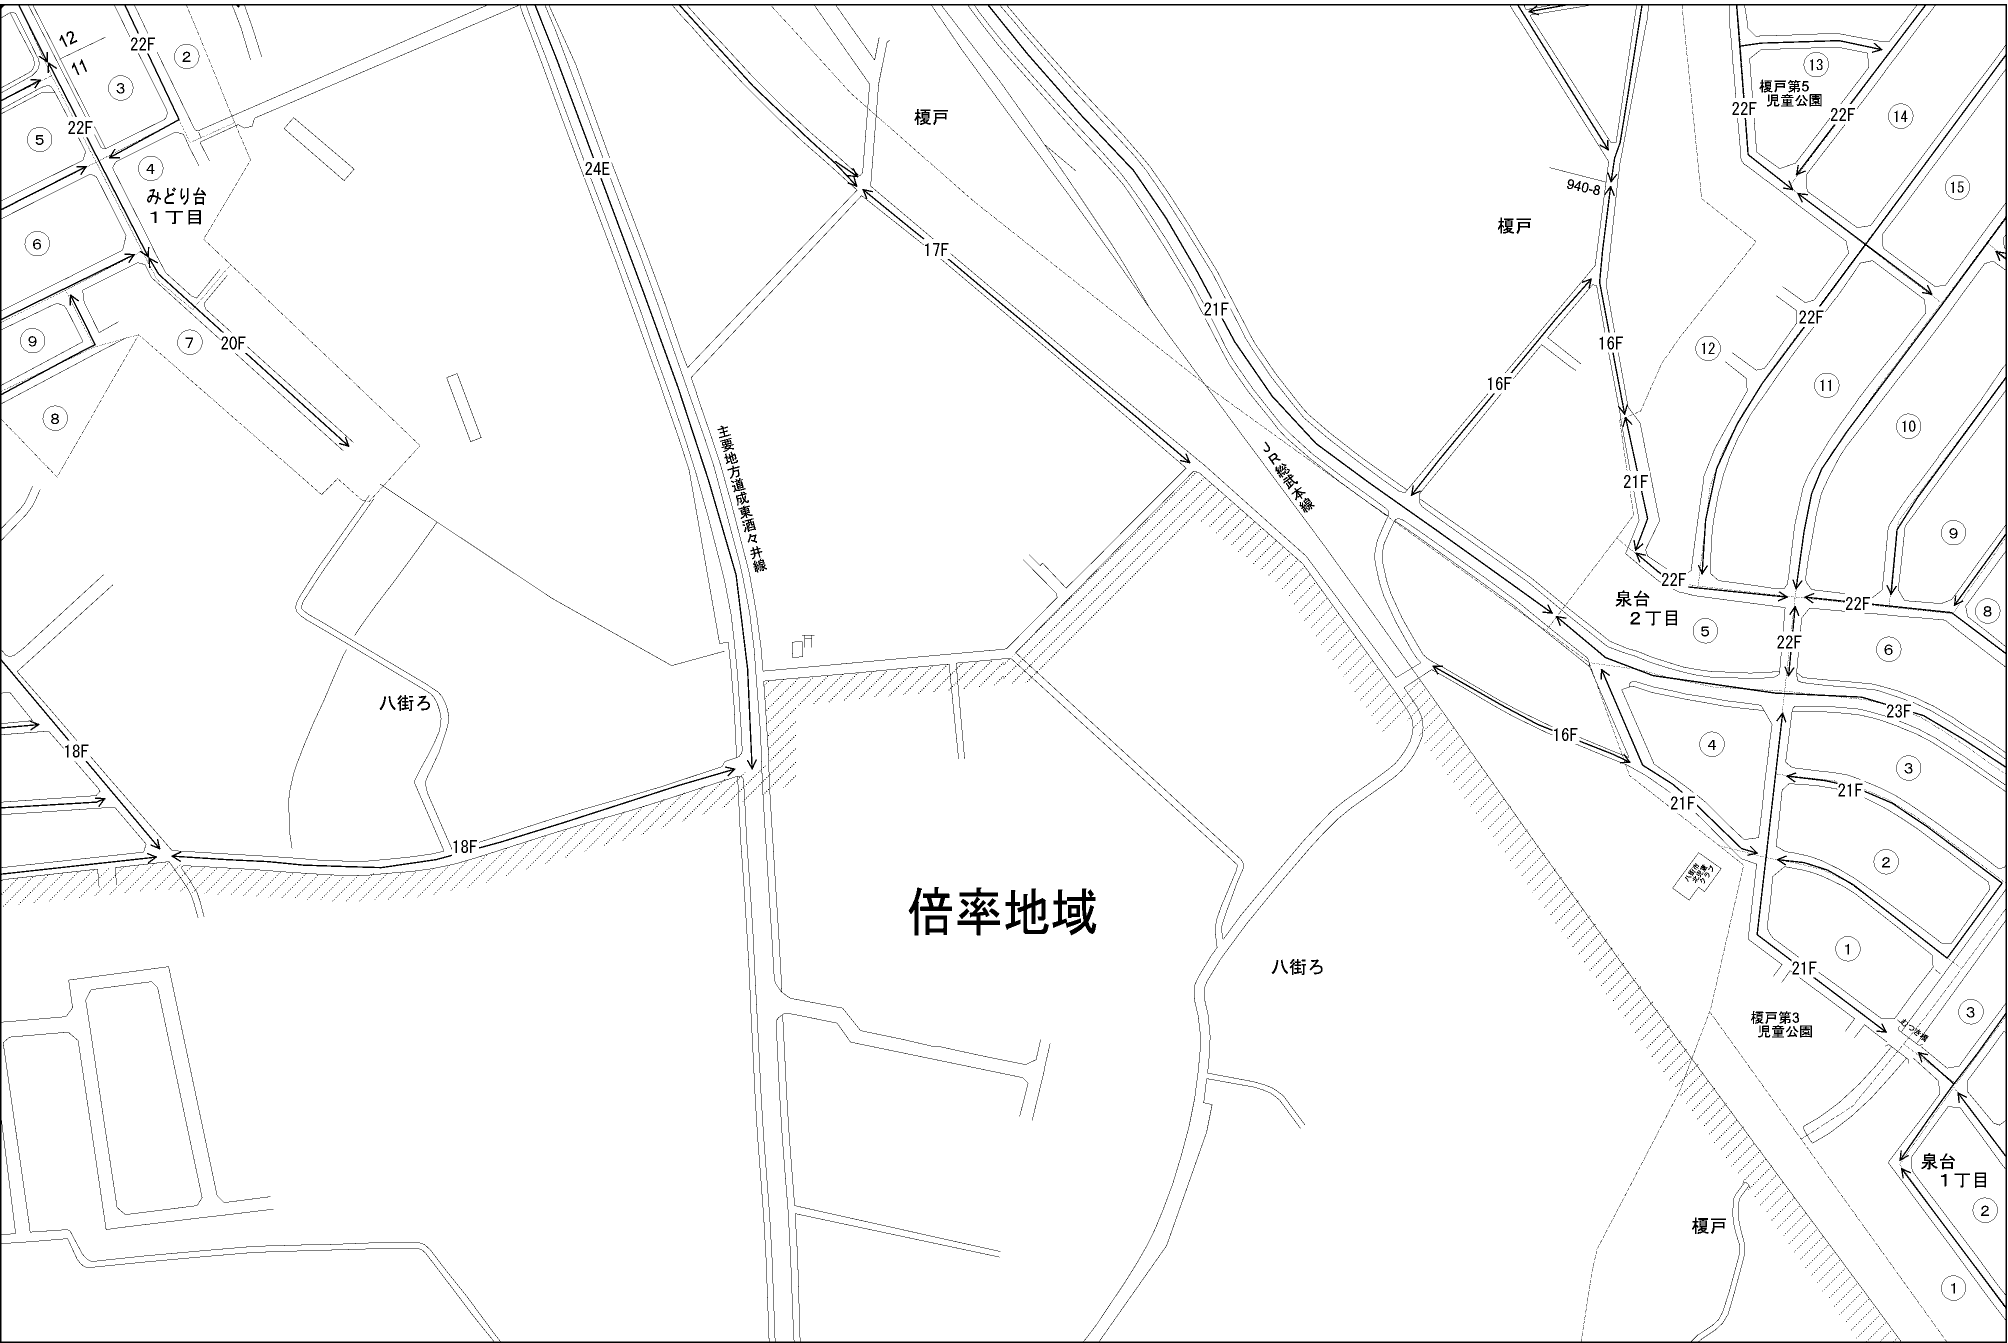 12
11
22F
②
③
⑤
22F
④
みどり台
１丁目
⑥
⑨
⑦
20F
⑧
24E
榎戸
17F
21F
主要地方道成東酒々井線
JR総武本線
榎戸
940-8
16F
16F
21F
⑬
榎戸第5
児童公園
22F
22F
⑭
⑮
22F
⑫
⑪
⑩
⑨
22F
泉台
２丁目
⑤
22F
22F
⑧
⑥
23F
④
③
16F
21F
21F
②
八街市
クラブ
①
21F
榎戸第3
児童公園
③
泉台
１丁目
②
①
榎戸
八街ろ
18F
18F
倍率地域
八街ろ